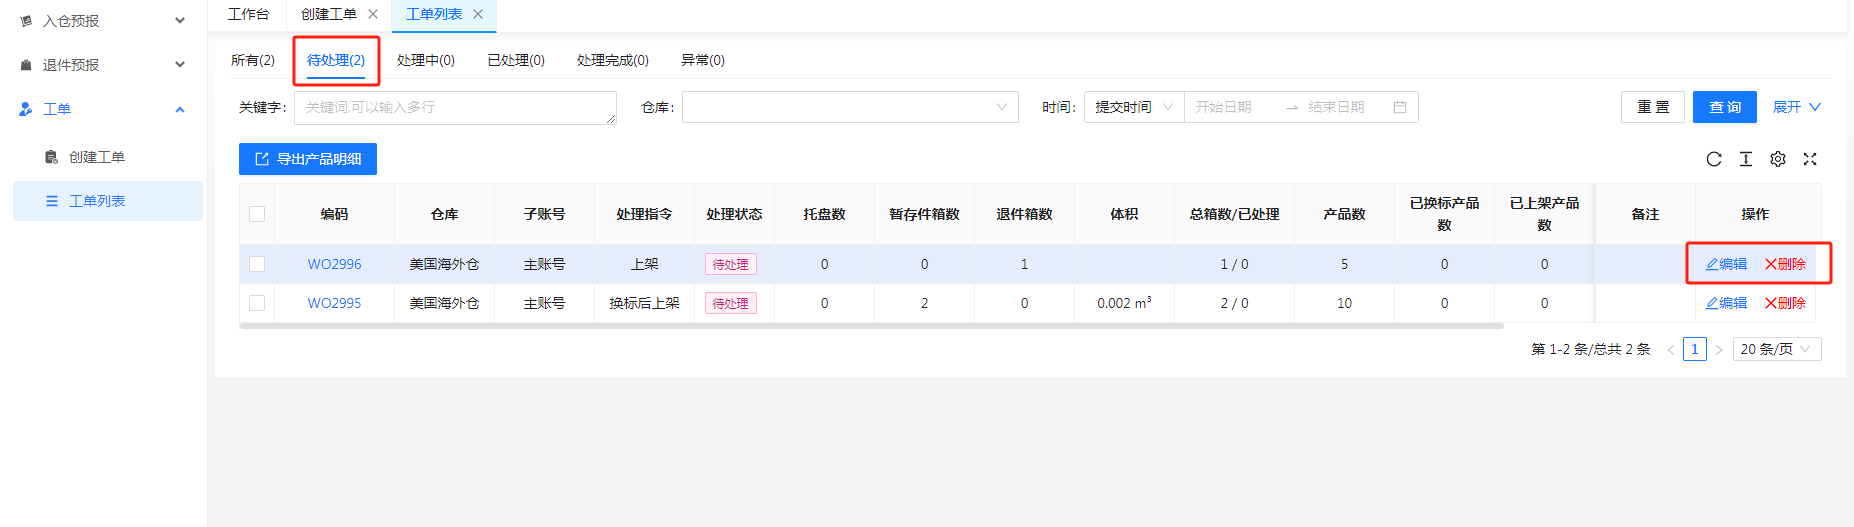 入仓预报
退件预报
工单
创建工单
工单列表
工作台 创建工单 工单列表
所有(2) 待处理(2) 处理中(0) 已处理(0) 处理完成(0) 异常(0)
关键字: 关键词,可以输入多行 仓库: 时间: 提交时间 开始日期 → 结束日期 重置 查询 展开
导出产品明细
编码 仓库 子账号 处理指令 处理状态 托盘数 暂存件箱数 退件箱数 体积 总箱数/已处理 产品数 已换标产品数 已上架产品数 备注 操作
WO2996 美国海外仓 主账号 上架 待处理 0 0 1 1 / 0 5 0 0 编辑 删除
WO2995 美国海外仓 主账号 换标后上架 待处理 0 2 0 0.002 m³ 2 / 0 10 0 0 编辑 删除
第 1-2 条/总共 2 条 < 1 > 20 条/页